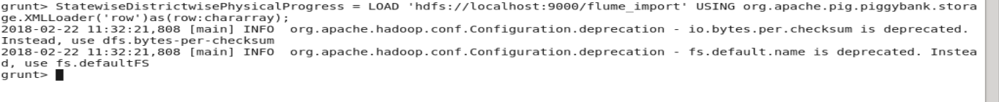 grunt> StatewiseDistrictwisePhysicalProgress = LOAD 'hdfs://localhost:9000/flume_import' USING org.apache.pig.piggybank.stora
ge.XMLLoader('row')as(row:chararray);
2018-02-22 11:32:21,808 [main] INFO  org.apache.hadoop.conf.Configuration.deprecation - io.bytes.per.checksum is deprecated.
Instead, use dfs.bytes-per-checksum
2018-02-22 11:32:21,808 [main] INFO  org.apache.hadoop.conf.Configuration.deprecation - fs.default.name is deprecated. Instea
d, use fs.defaultFS
grunt>